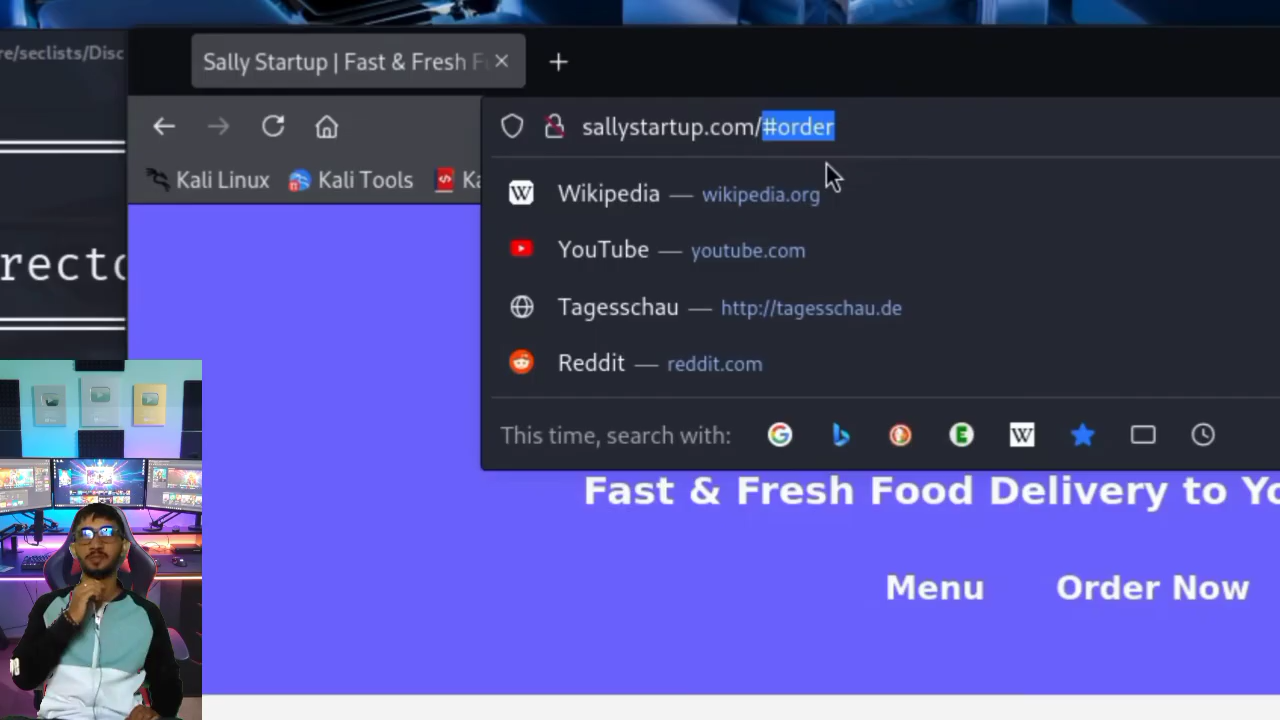 re/seclists/Disc
Sally Startup | Fast & Fresh F
sallystartup.com/#order
Kali Linux
Kali Tools
Ka
Wikipedia — wikipedia.org
YouTube — youtube.com
recto
Tagesschau — http://tagesschau.de
Reddit — reddit.com
This time, search with:
Fast & Fresh Food Delivery to Yo
Menu
Order Now